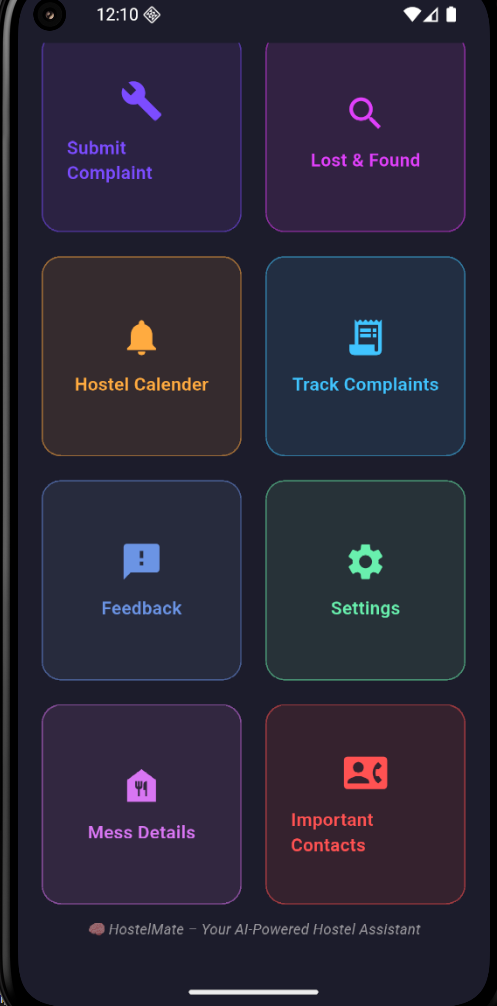 12:10
Submit
Complaint
Lost & Found
Hostel Calender
Track Complaints
Feedback
Settings
Mess Details
Important
Contacts
🧠 HostelMate – Your AI-Powered Hostel Assistant